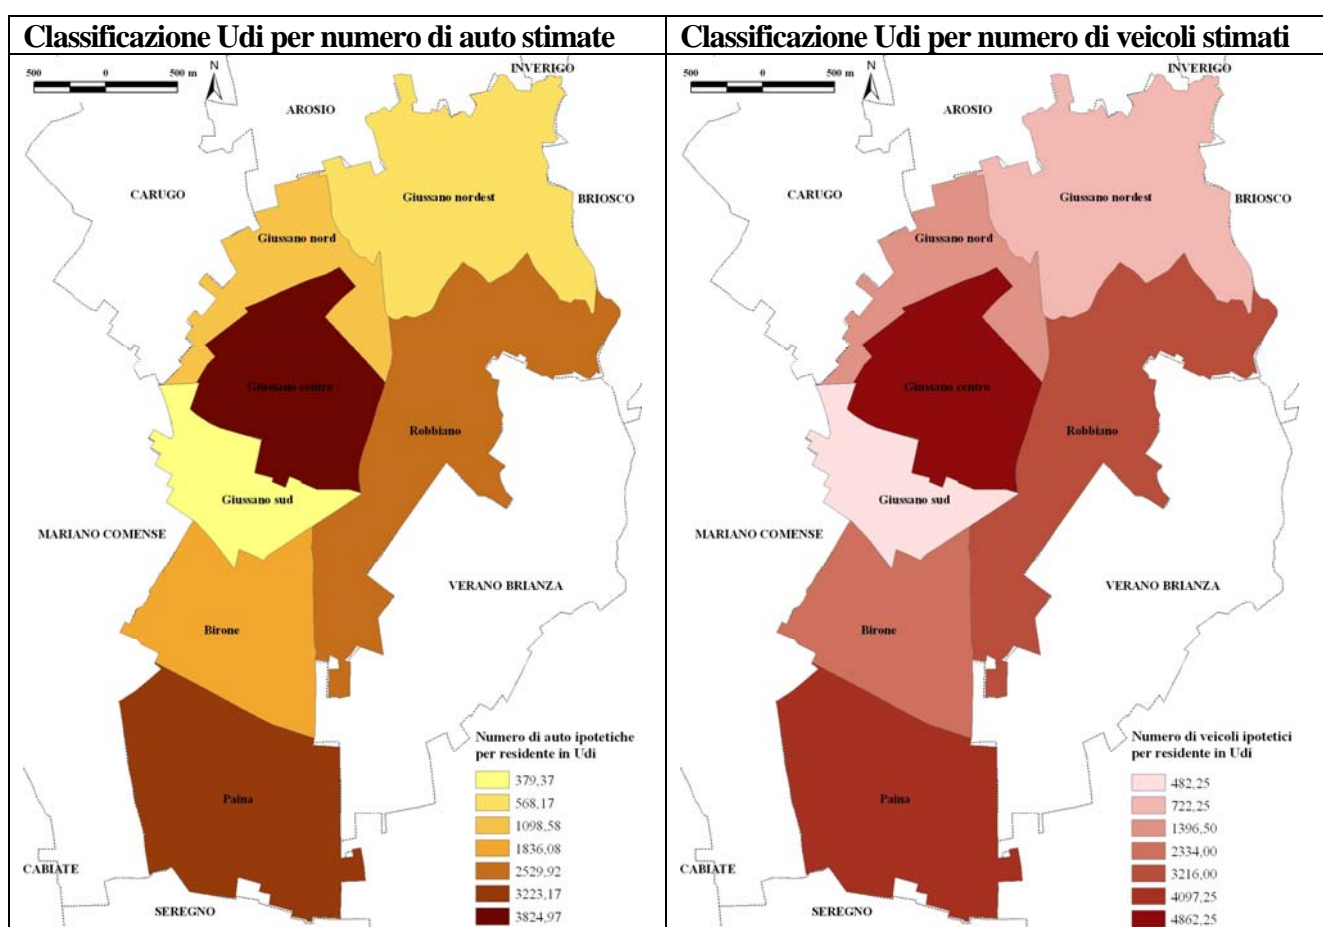 Classificazione Udi per numero di auto stimate
500 0 500 m
N
INVERIGO
AROSIO
CARUGO
Giussano nordest
BRIOSCO
Giussano nord
Giussano centro
Robbiano
Giussano sud
MARIANO COMENSE
VERANO BRIANZA
Birone
Paina
CABIATE
SEREGNO
Numero di auto ipotetiche
per residente in Udi
379,37
568,17
1098,58
1836,08
2529,92
3223,17
3824,97
Classificazione Udi per numero di veicoli stimati
500 0 500 m
N
INVERIGO
AROSIO
CARUGO
Giussano nordest
BRIOSCO
Giussano nord
Giussano centro
Robbiano
Giussano sud
MARIANO COMENSE
VERANO BRIANZA
Birone
Paina
CABIATE
SEREGNO
Numero di veicoli ipotetici
per residente in Udi
482,25
722,25
1396,50
2334,00
3216,00
4097,25
4862,25